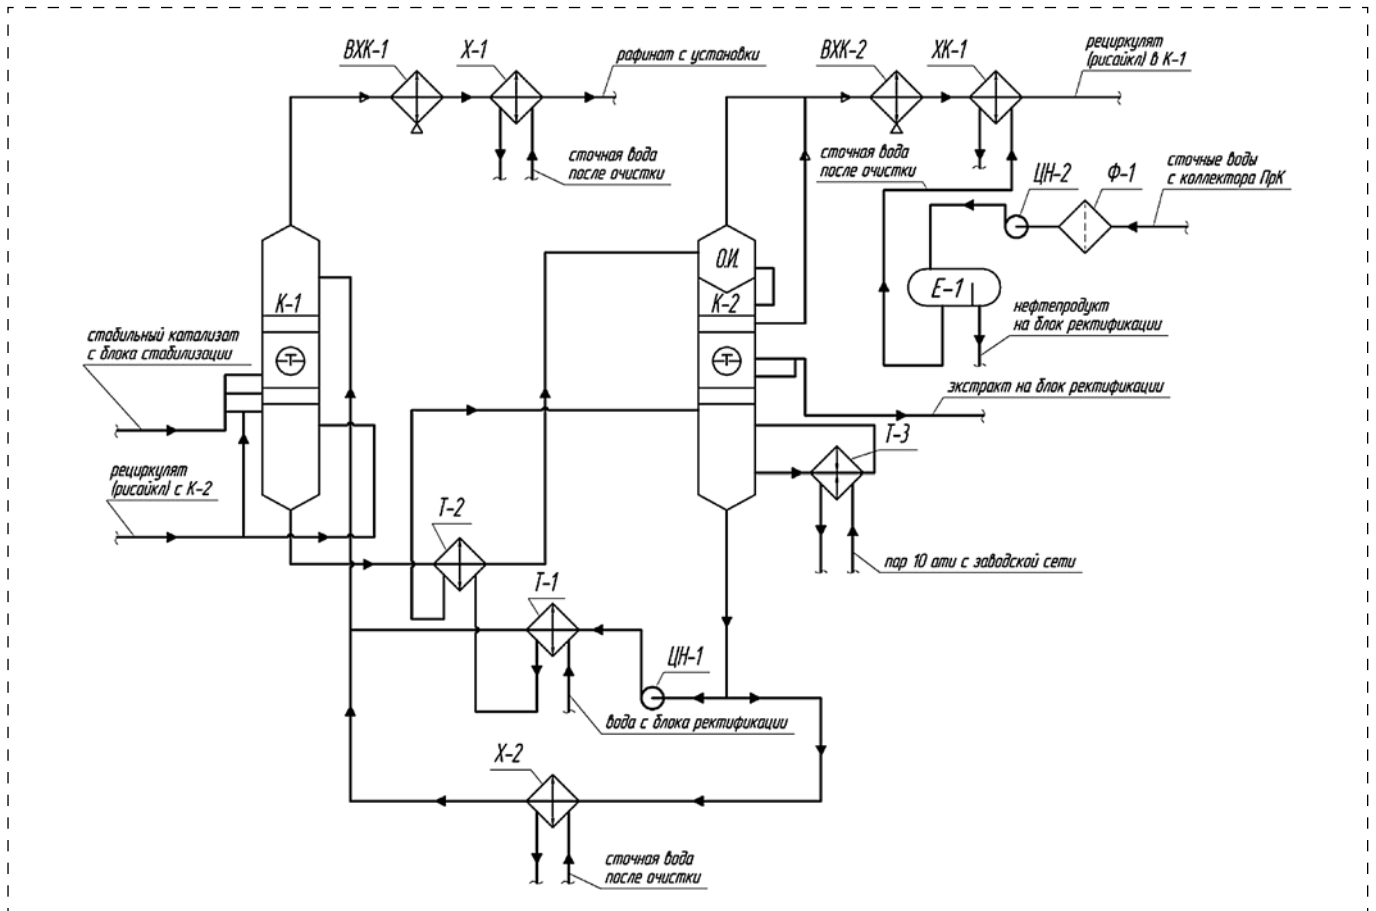 ВХК-1
Х-1
рафинат с установки
ВХК-2
ХК-1
рециркулят
(рисайкл) в К-1
сточная вода
после очистки
сточная вода
после очистки
ЦН-2
Ф-1
сточные воды
с коллектора ПрК
О.И.
К-1
К-2
Е-1
Т
Т
нефтепродукт
на блок ректификации
стабильный катализат
с блока стабилизации
экстракт на блок ректификации
Т-3
рециркулят
(рисайкл) с К-2
Т-2
пар 10 ати с заводской сети
Т-1
ЦН-1
вода с блока ректификации
Х-2
сточная вода
после очистки